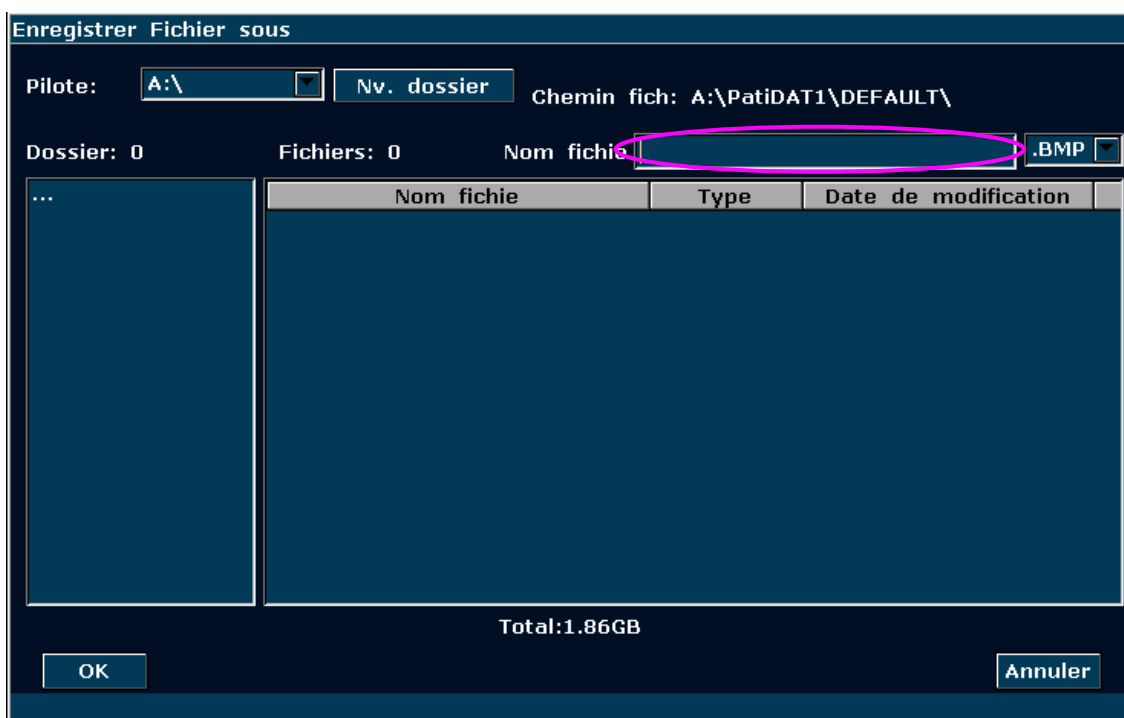 Enregistrer Fichier sous
Pilote: A:\ Nv. dossier Chemin fich: A:\PatiDAT1\DEFAULT\
Dossier: 0 Fichiers: 0 Nom fichie .BMP
... Nom fichie Type Date de modification
Total:1.86GB
OK Annuler